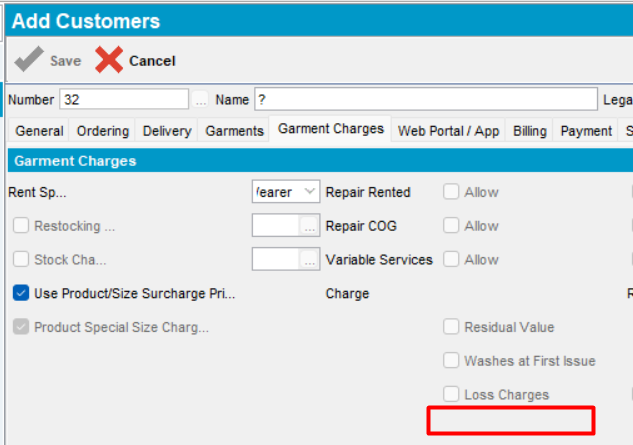 Add Customers
Save Cancel
Number 32 ... Name ? Lega
General Ordering Delivery Garments Garment Charges Web Portal / App Billing Payment S
Garment Charges
Rent Sp... /earer Repair Rented Allow
Restocking ... ... Repair COG Allow
Stock Cha... ... Variable Services Allow
Use Product/Size Surcharge Pri... Charge R
Product Special Size Charg... Residual Value
Washes at First Issue
Loss Charges